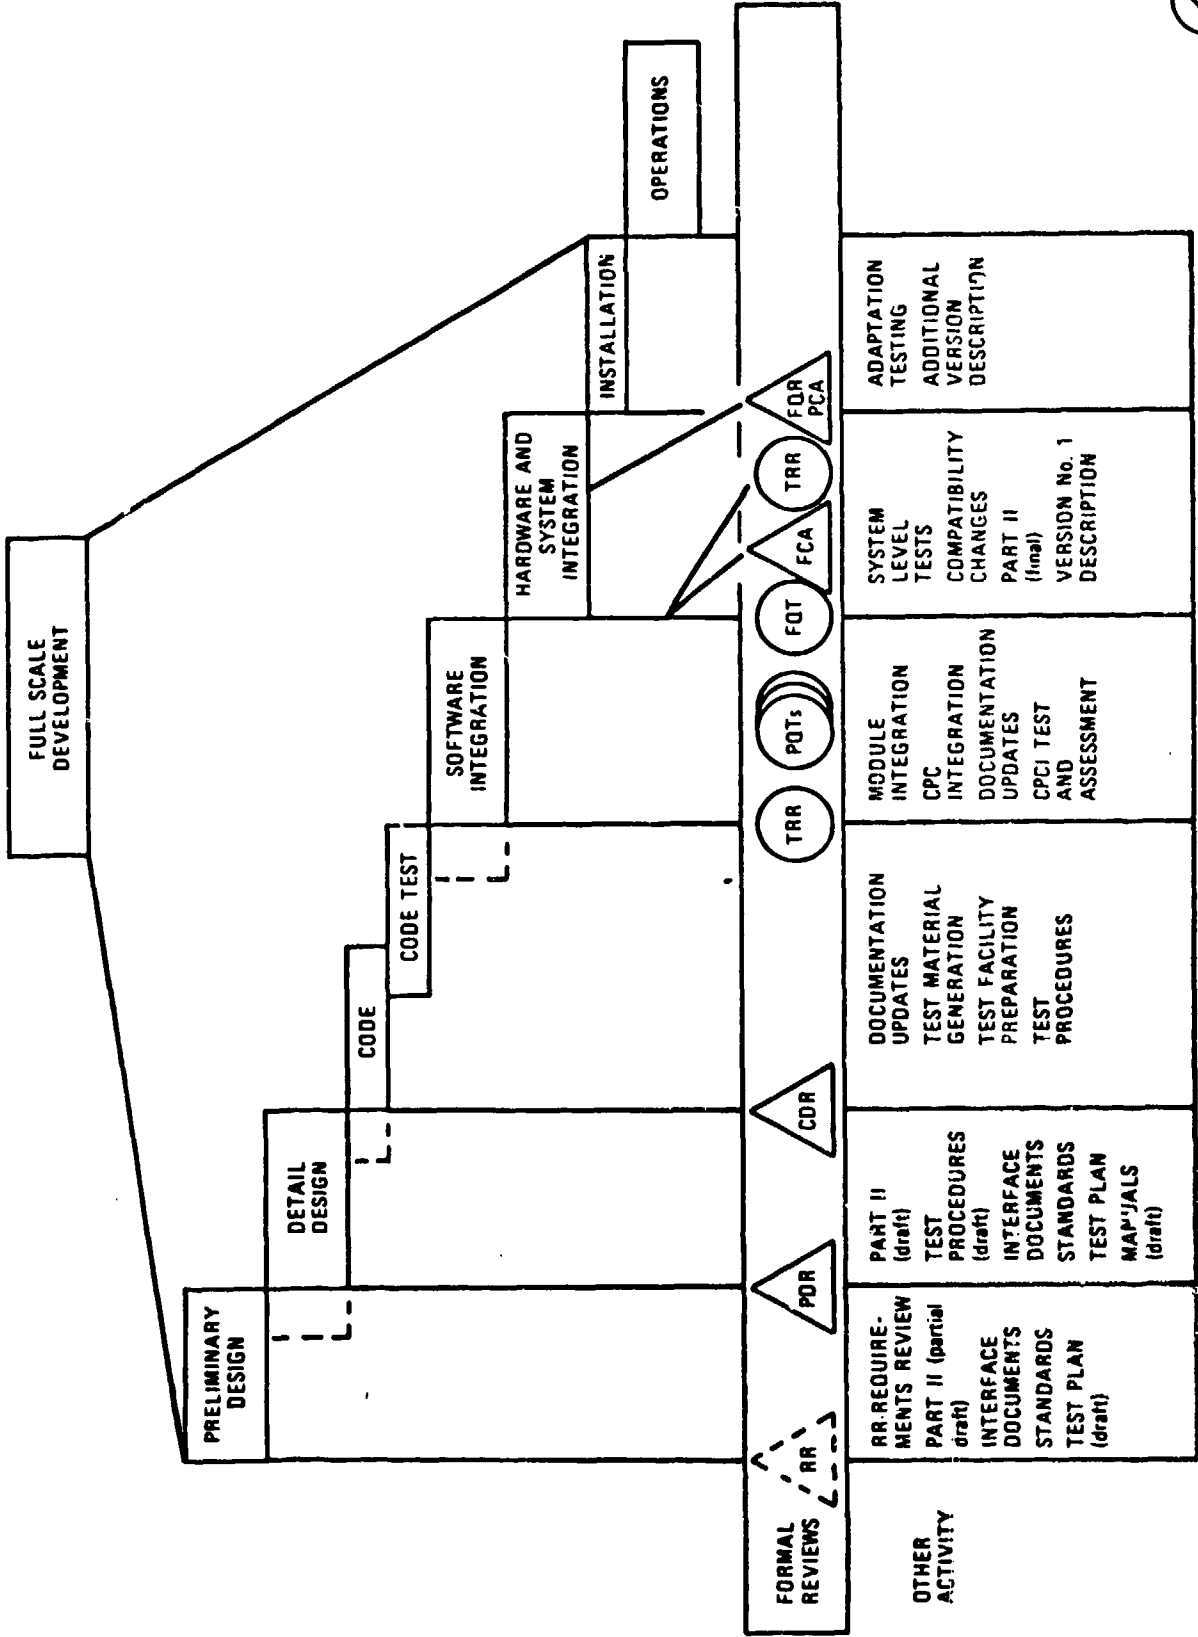 FULL SCALE
DEVELOPMENT
PRELIMINARY
DESIGN
DETAIL
DESIGN
CODE
CODE TEST
SOFTWARE
INTEGRATION
HARDWARE AND
SYSTEM
INTEGRATION
INSTALLATION
OPERATIONS
FORMAL
REVIEWS
RR
PDR
CDR
TRR
PQTs
FQT
FCA
TRR
FQR
PCA
OTHER
ACTIVITY
RR-REQUIRE-
MENTS REVIEW
PART II (partial
draft)
INTERFACE
DOCUMENTS
STANDARDS
TEST PLAN
(draft)
PART II
(draft)
TEST
PROCEDURES
(draft)
INTERFACE
DOCUMENTS
STANDARDS
TEST PLAN
MANUALS
(draft)
DOCUMENTATION
UPDATES
TEST MATERIAL
GENERATION
TEST FACILITY
PREPARATION
TEST
PROCEDURES
MODULE
INTEGRATION
CPC
INTEGRATION
DOCUMENTATION
UPDATES
CPCI TEST
AND
ASSESSMENT
SYSTEM
LEVEL
TESTS
COMPATIBILITY
CHANGES
PART II
(final)
VERSION No. 1
DESCRIPTION
ADAPTATION
TESTING
ADDITIONAL
VERSION
DESCRIPTION